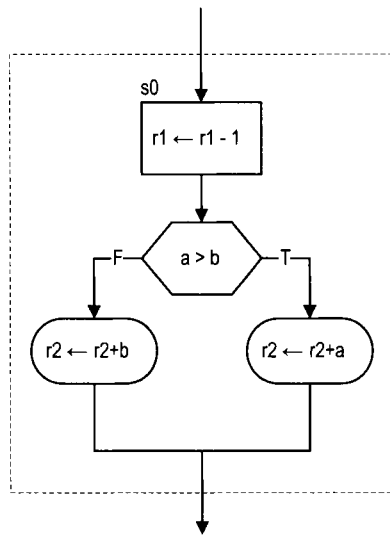 s0
r1 ← r1 - 1
a > b
F
T
r2 ← r2+b
r2 ← r2+a